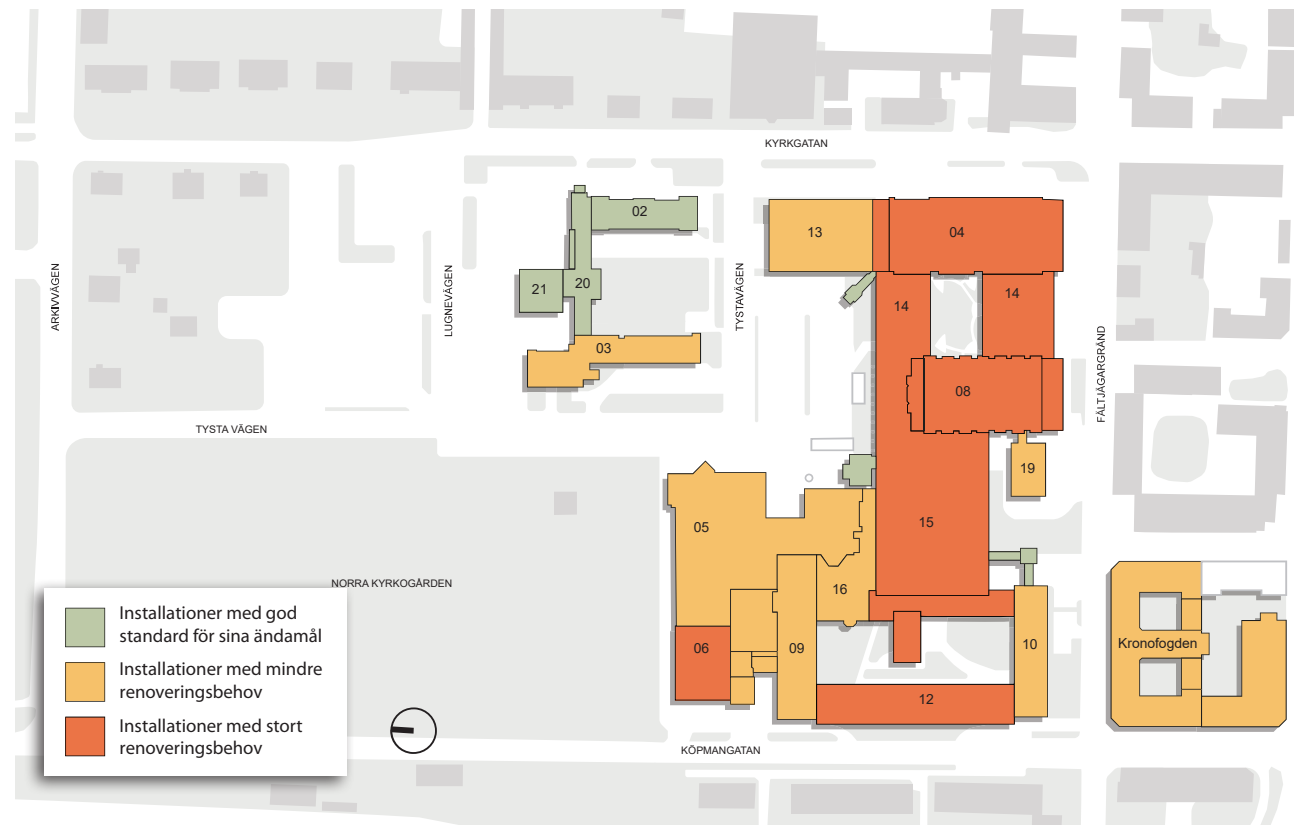 KYRKGATAN
02
13
04
ARKIVVÄGEN
LUGNEVÄGEN
TYSTAVÄGEN
FÄLTJÄGARGRÄND
21
20
14
14
03
08
TYSTA VÄGEN
19
05
15
NORRA KYRKOGÅRDEN
16
06
09
10
Kronofogden
12
KÖPMANGATAN
Installationer med god
standard för sina ändamål
Installationer med mindre
renoveringsbehov
Installationer med stort
renoveringsbehov